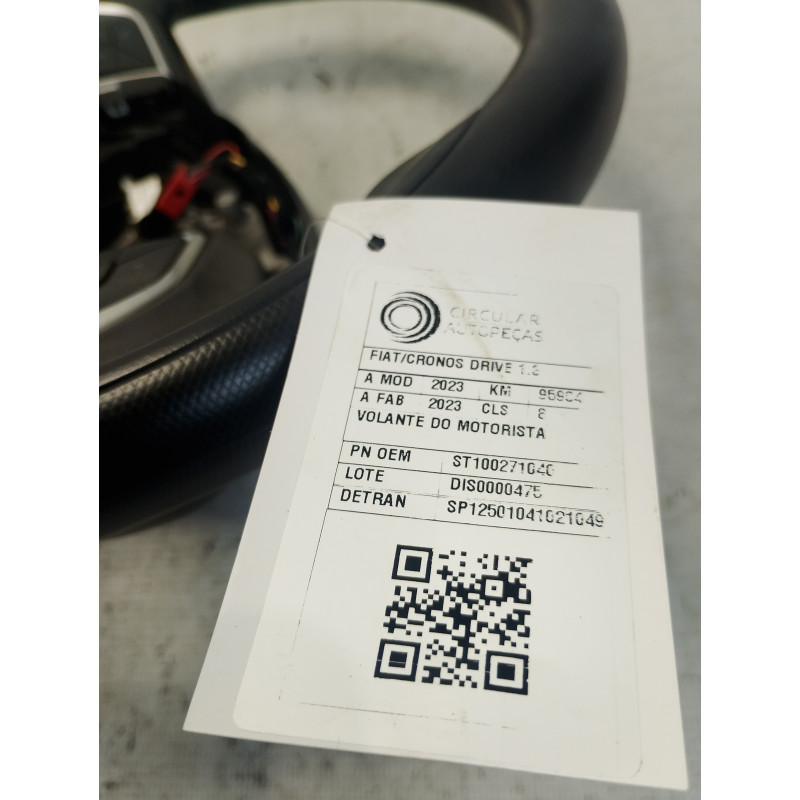 CIRCULAR
AUTOPEÇAS
FIAT/CRONOS DRIVE 1.3
A MOD 2023 KM
A FAB 2023 CLS 8
VOLANTE DO MOTORISTA
PN OEM ST100271040
LOTE DIS0000475
DETRAN SP12501041021049